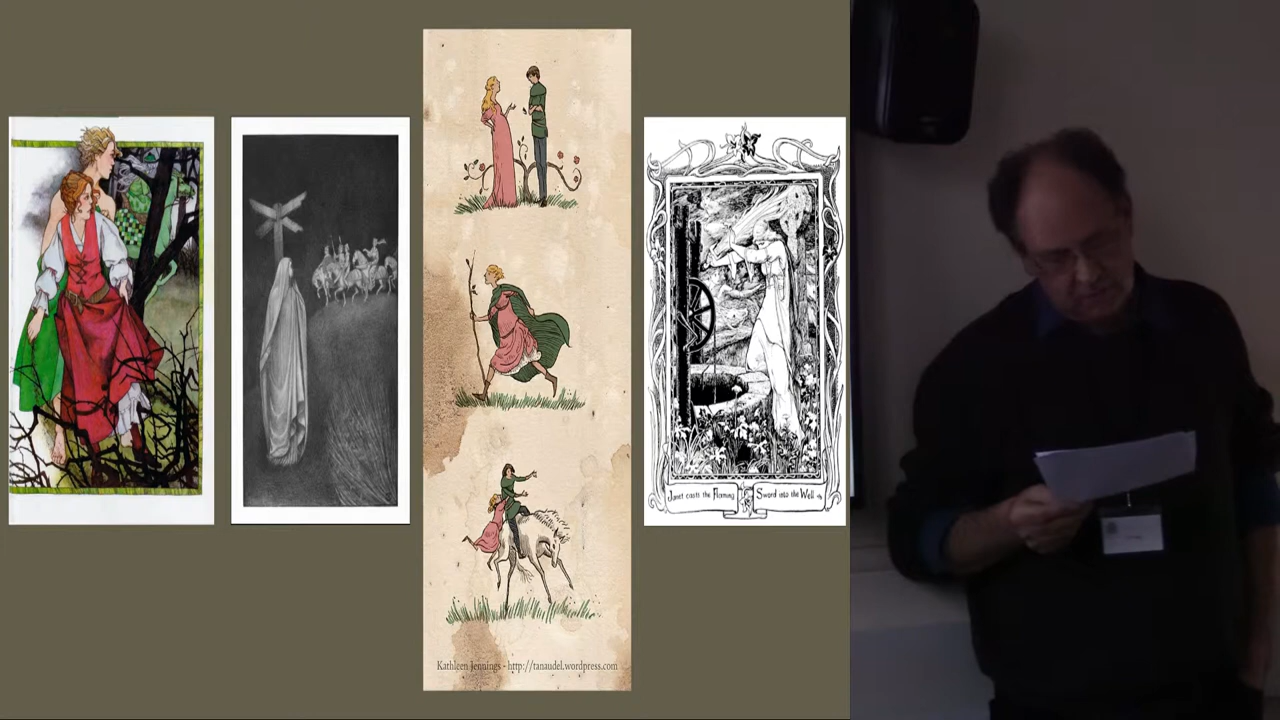 Kathleen Jennings - http://tanaudel.wordpress.com
Janet casts the Flaming Sword into the Well